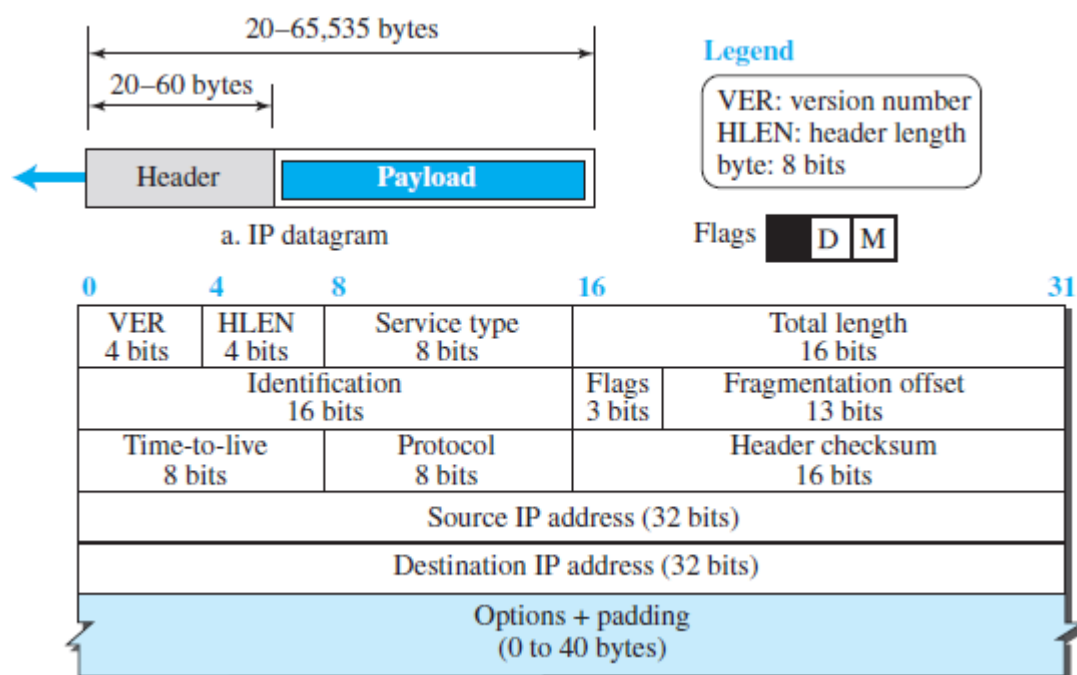 20–65,535 bytes
20–60 bytes
Header
Payload
a. IP datagram
Legend
VER: version number
HLEN: header length
byte: 8 bits
Flags D M
0 4 8 16 31
VER HLEN Service type Total length
4 bits 4 bits 8 bits 16 bits
Identification Flags Fragmentation offset
16 bits 3 bits 13 bits
Time-to-live Protocol Header checksum
8 bits 8 bits 16 bits
Source IP address (32 bits)
Destination IP address (32 bits)
Options + padding
(0 to 40 bytes)